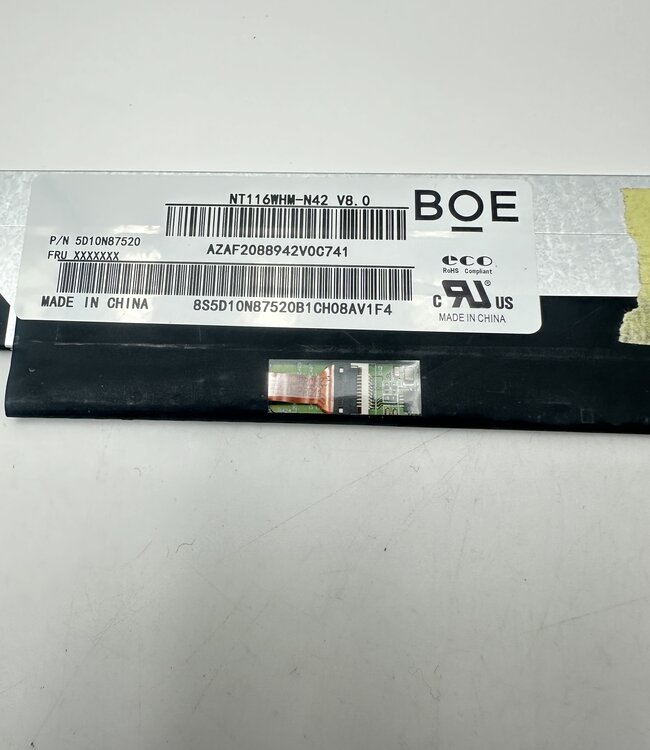 NT116WHM-N42 V8.0
BOE
P/N 5D10N87520
AZAF2088942V0C741
FRU XXXXXXX
eco
RoHS Compliant
MADE IN CHINA
8S5D10N87520B1CH08AV1F4
c RU US
MADE IN CHINA